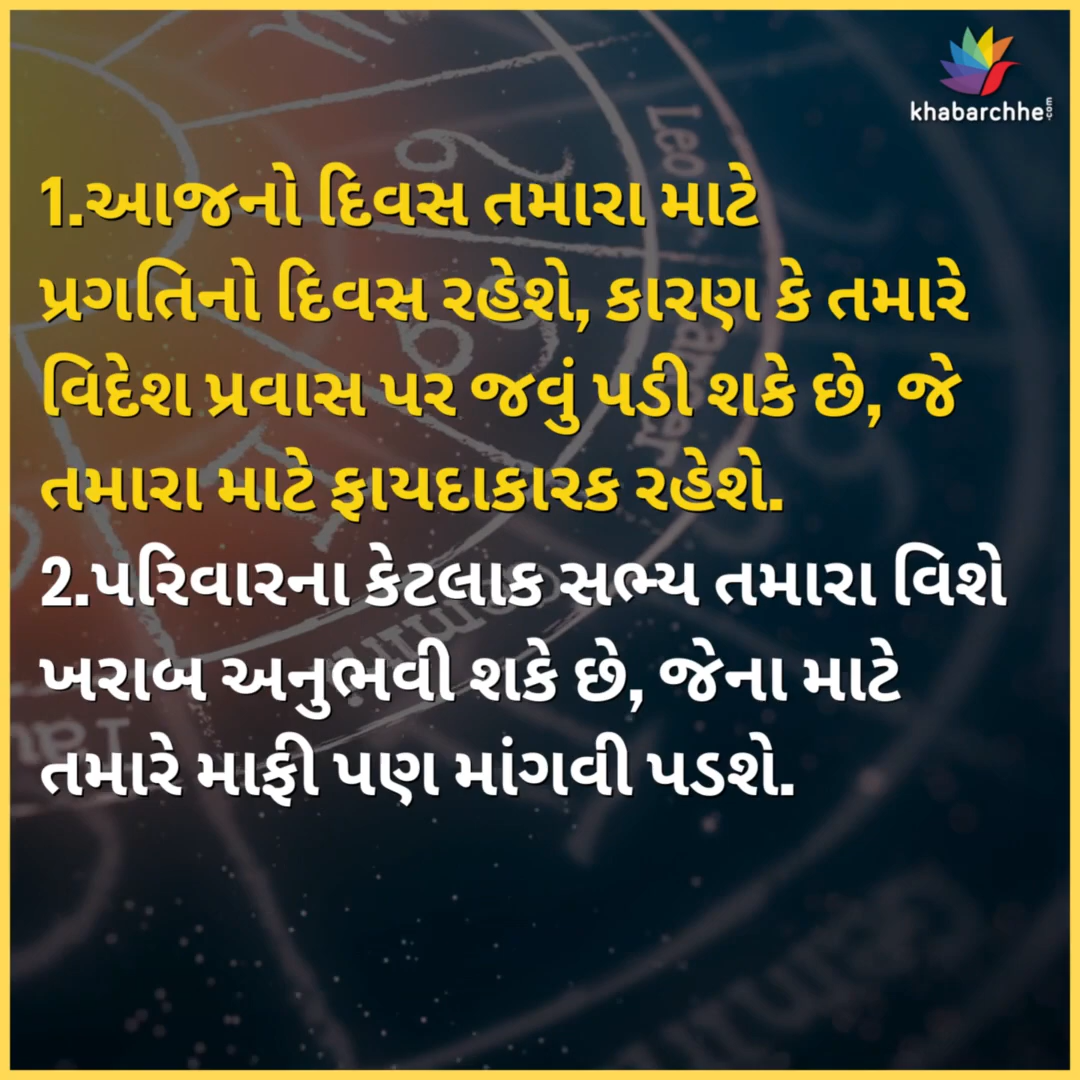 khabarchhe.com
Leo
1.આજનો દિવસ તમારા માટે
પ્રગતિનો દિવસ રહેશે, કારણ કે તમારે
વિદેશ પ્રવાસ પર જવું પડી શકે છે, જે
તમારા માટે ફાયદાકારક રહેશે.
2.પરિવારના કેટલાક સભ્ય તમારા વિશે
ખરાબ અનુભવી શકે છે, જેના માટે
તમારે માફી પણ માંગવી પડશે.